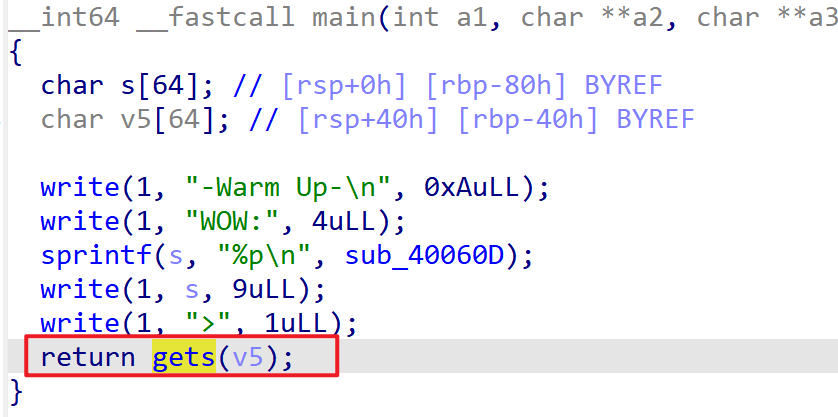 __int64 __fastcall main(int a1, char **a2, char **a3
{
  char s[64]; // [rsp+0h] [rbp-80h] BYREF
  char v5[64]; // [rsp+40h] [rbp-40h] BYREF

  write(1, "-Warm Up-\n", 0xAuLL);
  write(1, "WOW:", 4uLL);
  sprintf(s, "%p\n", sub_40060D);
  write(1, s, 9uLL);
  write(1, ">", 1uLL);
  return gets(v5);
}